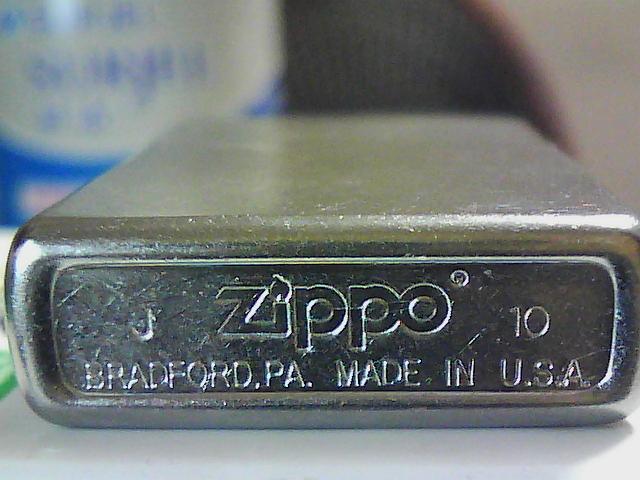 J Zippo® 10
BRADFORD,PA. MADE IN U.S.A.